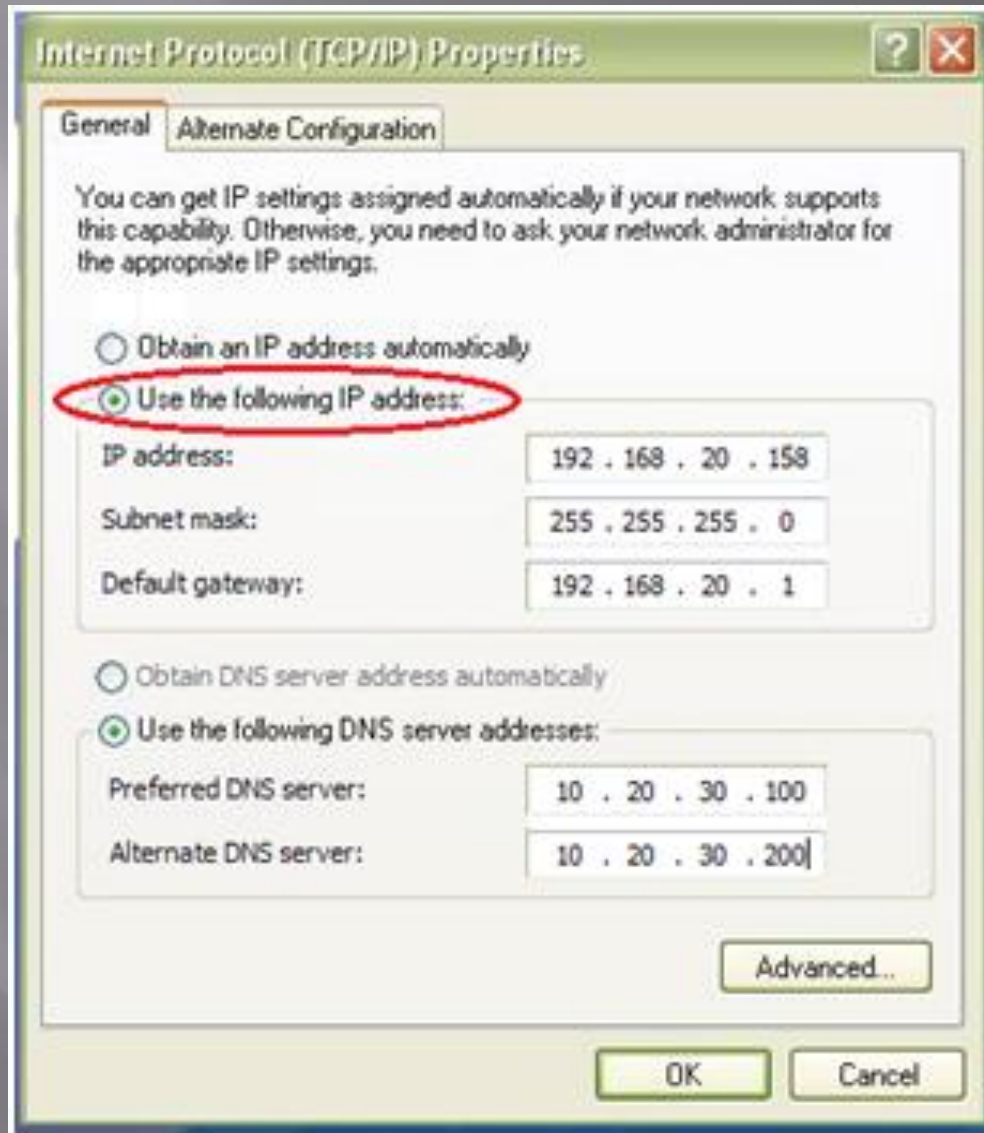 Internet Protocol (TCP/IP) Properties
General
Alternate Configuration
You can get IP settings assigned automatically if your network supports
this capability. Otherwise, you need to ask your network administrator for
the appropriate IP settings.
Obtain an IP address automatically
Use the following IP address:
IP address: 192 . 168 . 20 . 158
Subnet mask: 255 . 255 . 255 . 0
Default gateway: 192 . 168 . 20 . 1
Obtain DNS server address automatically
Use the following DNS server addresses:
Preferred DNS server: 10 . 20 . 30 . 100
Alternate DNS server: 10 . 20 . 30 . 200
Advanced...
OK
Cancel